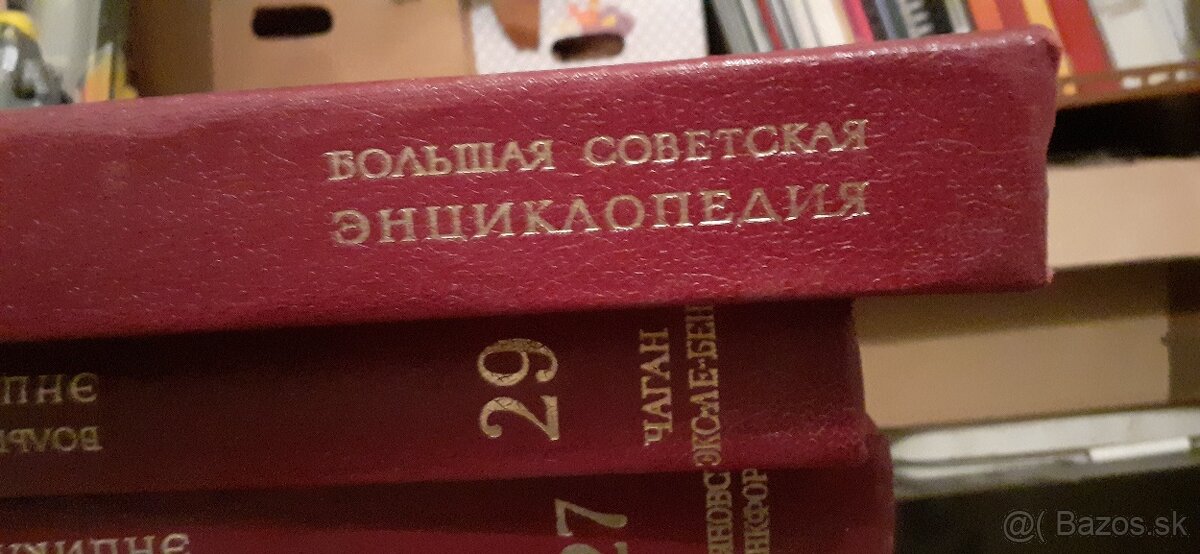 БОЛЬШАЯ СОВЕТСКАЯ
ЭНЦИКЛОПЕДИЯ
29
ЧАГАН
ЭКС-ЛЕ-БЕН
27
@( Bazos.sk